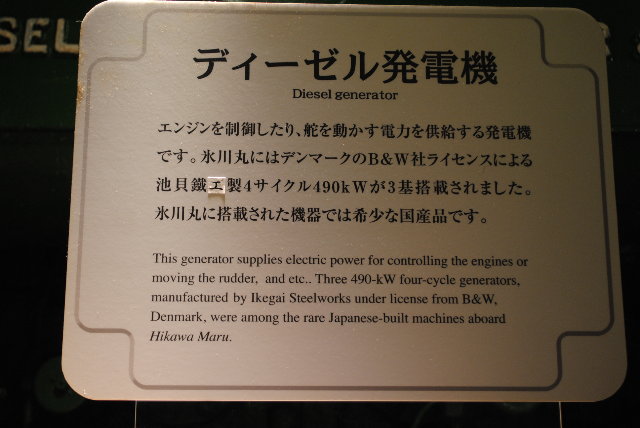 SEL
ディーゼル発電機
Diesel generator
エンジンを制御したり、舵を動かす電力を供給する発電機
です。氷川丸にはデンマークのB&W社ライセンスによる
池貝鐵工製4サイクル490kWが3基搭載されました。
氷川丸に搭載された機器では希少な国産品です。
This generator supplies electric power for controlling the engines or
moving the rudder, and etc.. Three 490-kW four-cycle generators,
manufactured by Ikegai Steelworks under license from B&W,
Denmark, were among the rare Japanese-built machines aboard
Hikawa Maru.